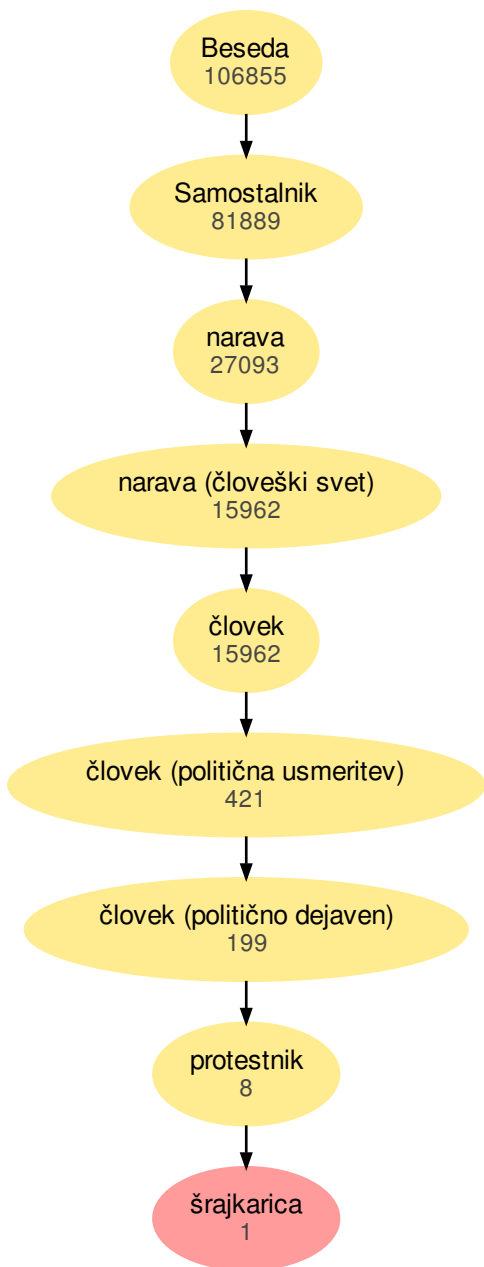 Beseda
106855
Samostalnik
81889
narava
27093
narava (človeški svet)
15962
človek
15962
človek (politična usmeritev)
421
človek (politično dejaven)
199
protestnik
8
šrajkarica
1